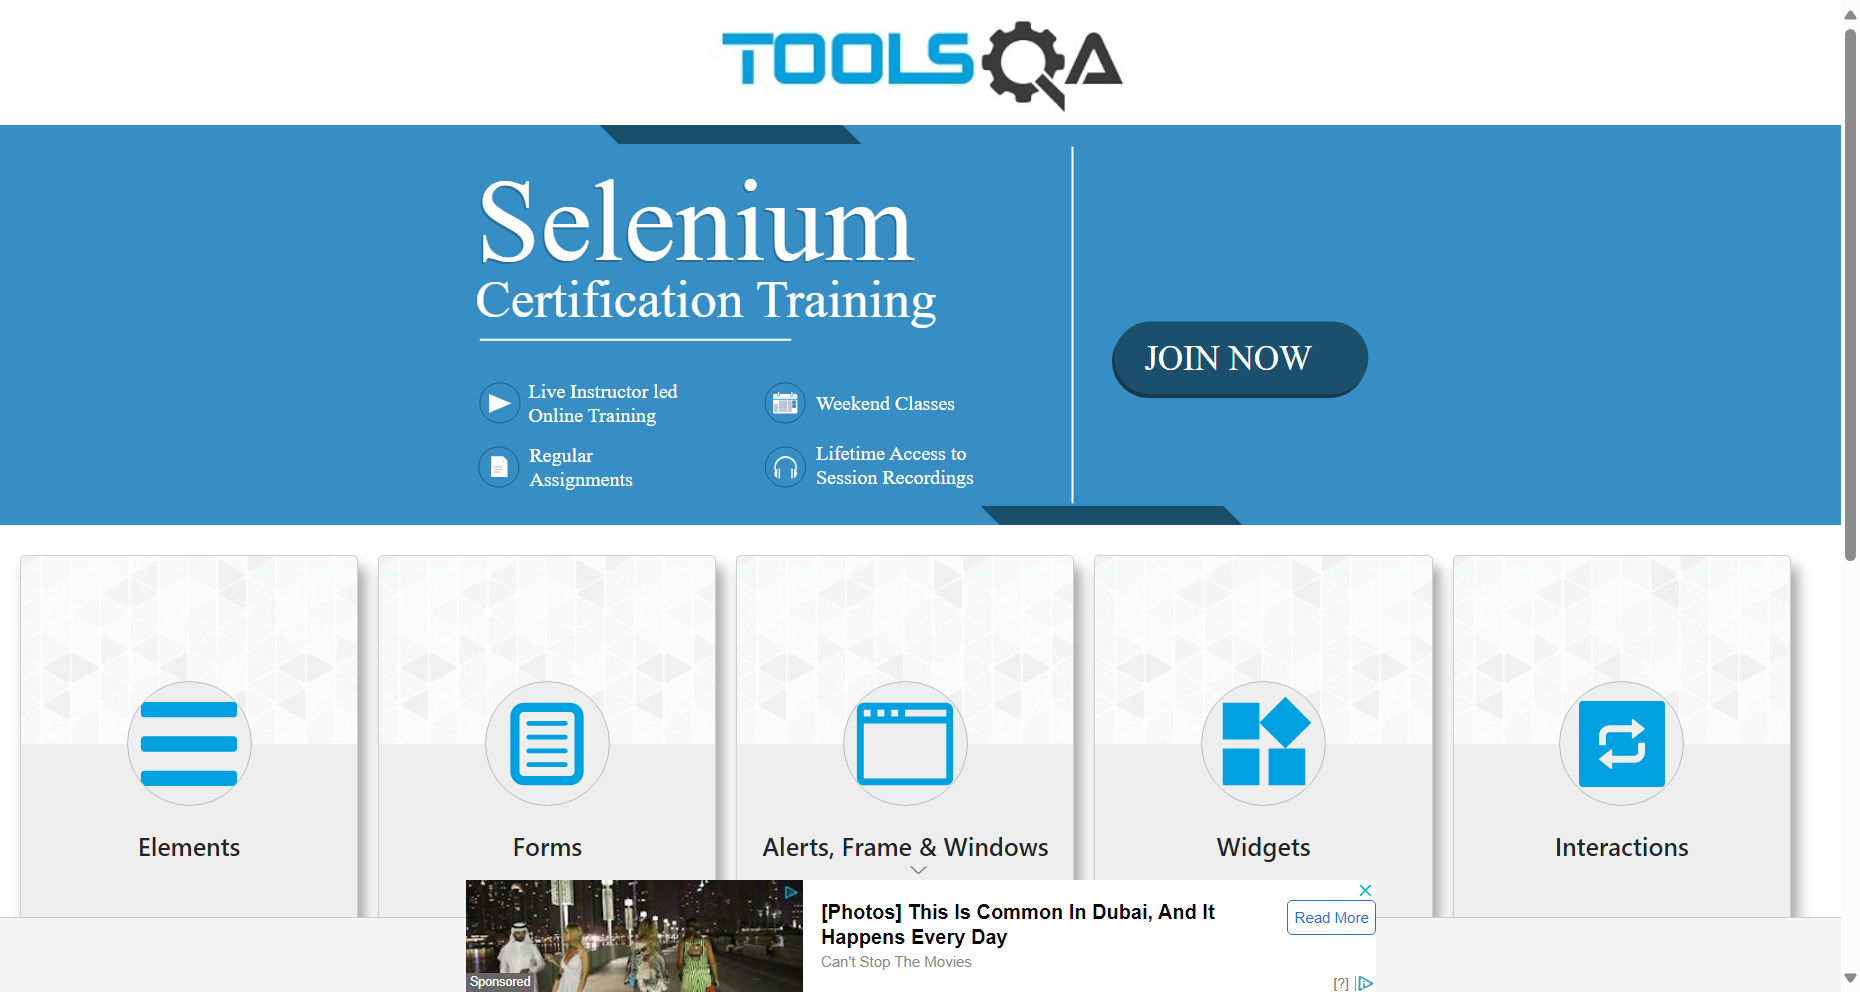 TOOLSQA
Selenium
Certification Training
Live Instructor led
Online Training
Weekend Classes
Regular
Assignments
Lifetime Access to
Session Recordings
JOIN NOW
Elements
Forms
Alerts, Frame & Windows
Widgets
Interactions
[Photos] This Is Common In Dubai, And It
Happens Every Day
Can't Stop The Movies
Read More
Sponsored
[?]